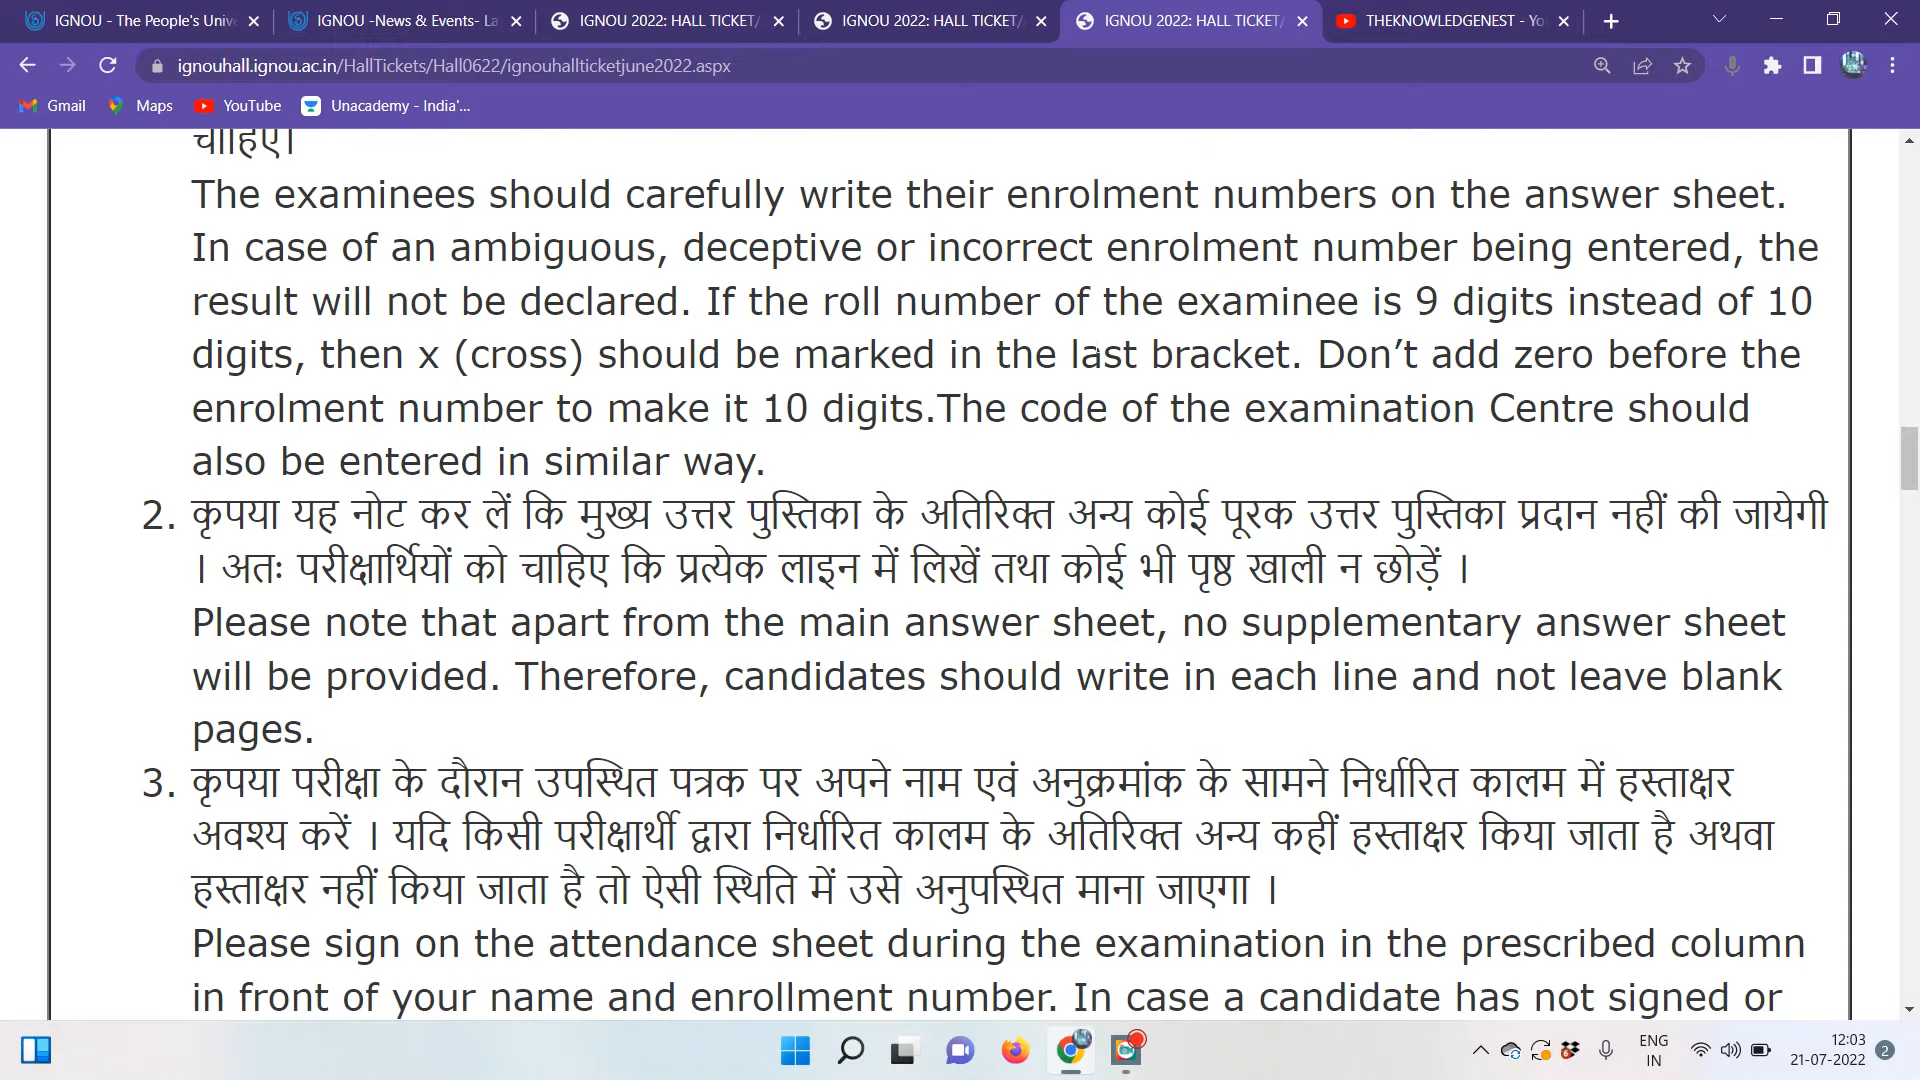 IGNOU - The People's Unive
IGNOU -News & Events- La
IGNOU 2022: HALL TICKET/
IGNOU 2022: HALL TICKET/
IGNOU 2022: HALL TICKET/
THEKNOWLEDGENEST - Yo
ignouhall.ignou.ac.in/HallTickets/Hall0622/ignouhallticketjune2022.aspx
Gmail
Maps
YouTube
Unacademy - India'...
चाहिए।
The examinees should carefully write their enrolment numbers on the answer sheet.
In case of an ambiguous, deceptive or incorrect enrolment number being entered, the
result will not be declared. If the roll number of the examinee is 9 digits instead of 10
digits, then x (cross) should be marked in the last bracket. Don’t add zero before the
enrolment number to make it 10 digits.The code of the examination Centre should
also be entered in similar way.
2. कृपया यह नोट कर लें कि मुख्य उत्तर पुस्तिका के अतिरिक्त अन्य कोई पूरक उत्तर पुस्तिका प्रदान नहीं की जायेगी
। अतः परीक्षार्थियों को चाहिए कि प्रत्येक लाइन में लिखें तथा कोई भी पृष्ठ खाली न छोड़ें ।
Please note that apart from the main answer sheet, no supplementary answer sheet
will be provided. Therefore, candidates should write in each line and not leave blank
pages.
3. कृपया परीक्षा के दौरान उपस्थित पत्रक पर अपने नाम एवं अनुक्रमांक के सामने निर्धारित कालम में हस्ताक्षर
अवश्य करें । यदि किसी परीक्षार्थी द्वारा निर्धारित कालम के अतिरिक्त अन्य कहीं हस्ताक्षर किया जाता है अथवा
हस्ताक्षर नहीं किया जाता है तो ऐसी स्थिति में उसे अनुपस्थित माना जाएगा ।
Please sign on the attendance sheet during the examination in the prescribed column
in front of your name and enrollment number. In case a candidate has not signed or
ENG
IN
12:03
21-07-2022
2